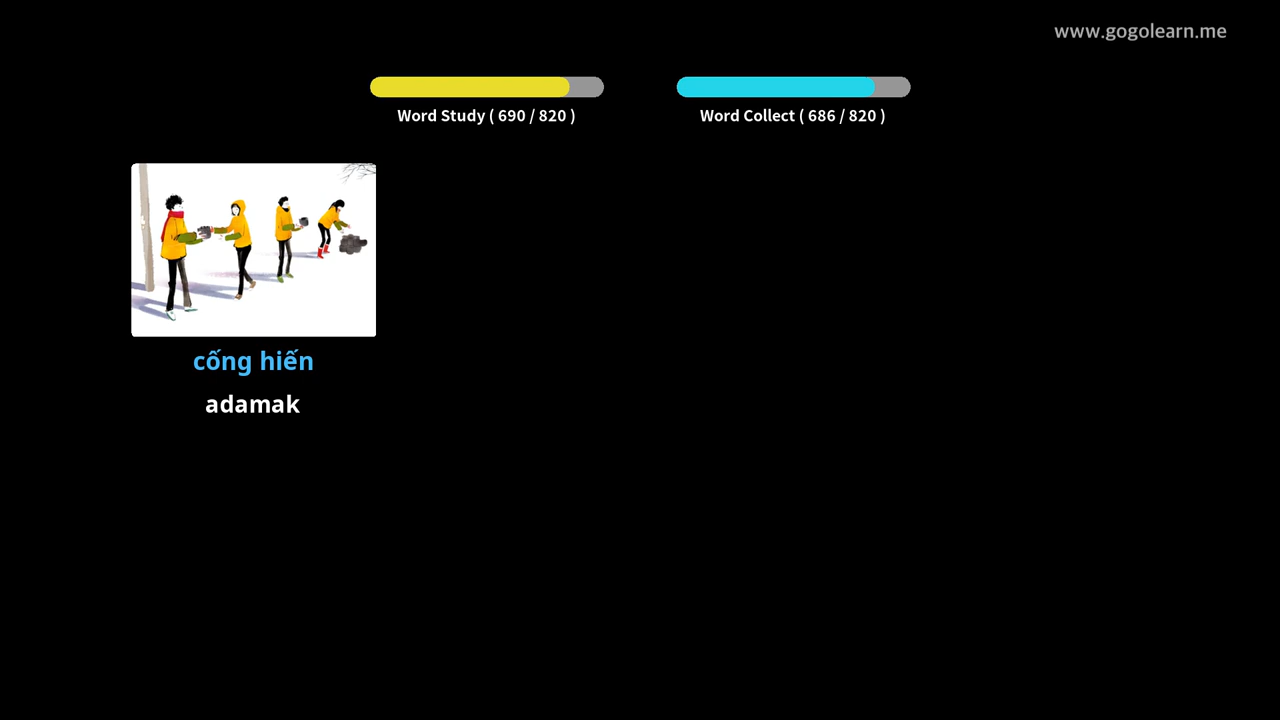 www.gogolearn.me
Word Study ( 690 / 820 )
Word Collect ( 686 / 820 )
cống hiến
adamak